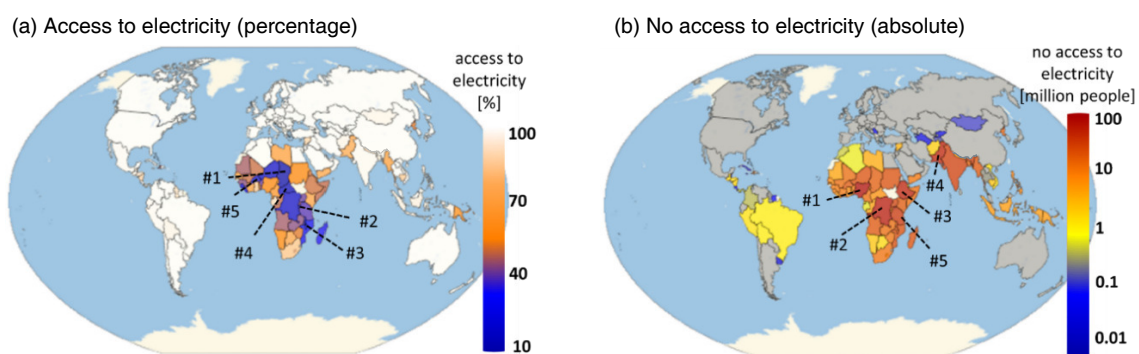 (a) Access to electricity (percentage)
access to
electricity
[%]
100
70
40
10
#1
#5
#4
#2
#3
(b) No access to electricity (absolute)
no access to
electricity
[million people]
100
10
1
0.1
0.01
#1
#2
#4
#3
#5